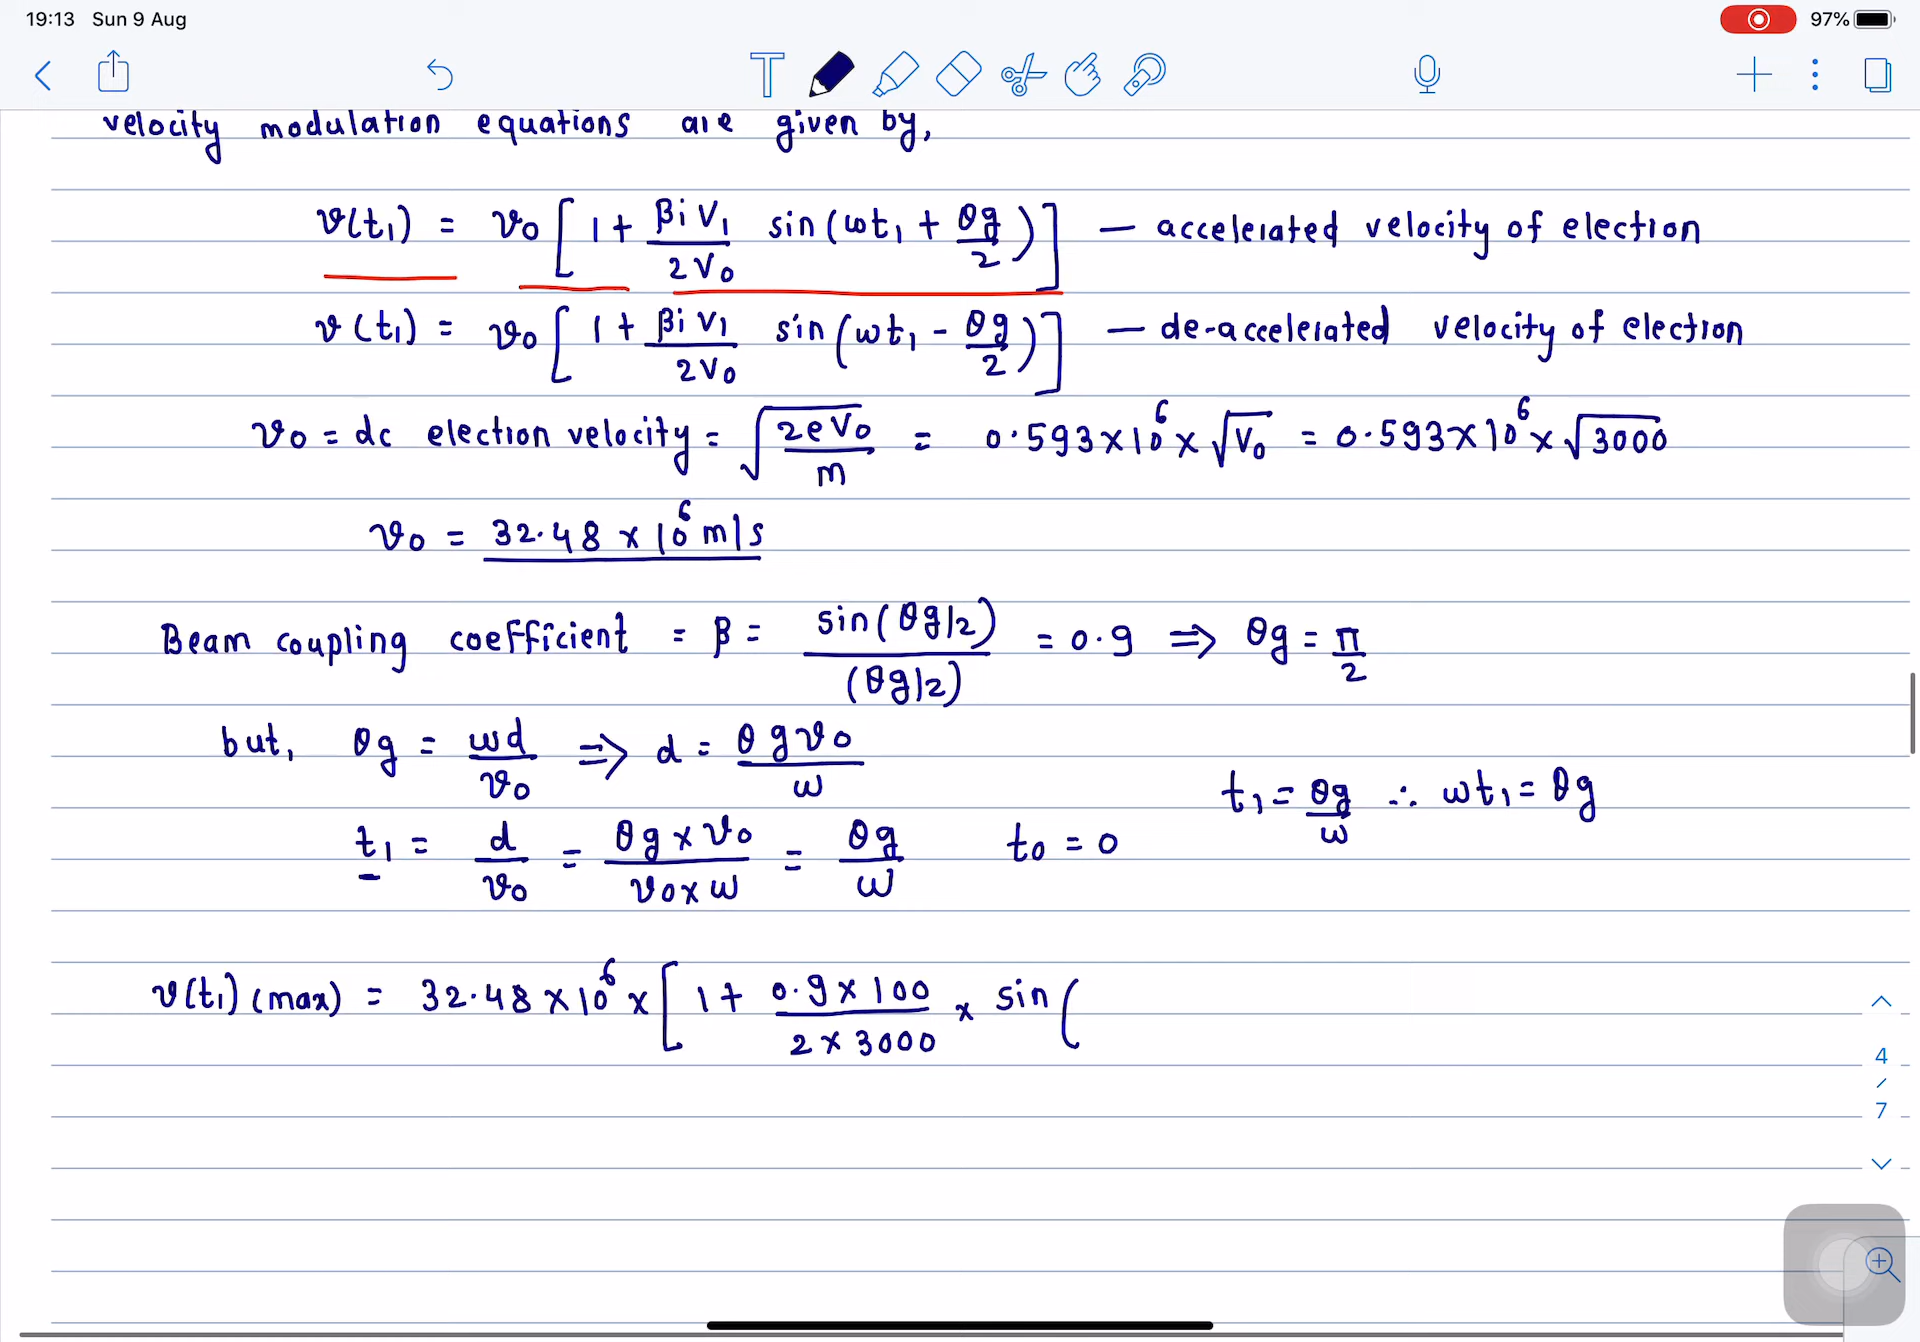 19:13 Sun 9 Aug 97%
velocity modulation equations are given by,
v(t₁) = v₀ [ 1 + βi V₁ / 2V₀ sin(ωt₁ + θg/2) ] — accelerated velocity of electron
v(t₁) = v₀ [ 1 + βi V₁ / 2V₀ sin(ωt₁ - θg/2) ] — de-accelerated velocity of electron
v₀ = dc electron velocity = √(2eV₀/m) = 0.593×10⁶ × √V₀ = 0.593×10⁶ × √3000
v₀ = 32.48 × 10⁶ m/s
Beam coupling coefficient = β = sin(θg/2) / (θg/2) = 0.9 ⇒ θg = π/2
but, θg = ωd/v₀ ⇒ d = θg v₀ / ω
t₁ = θg/ω ∴ ωt₁ = θg
t₁ = d/v₀ = θg × v₀ / v₀ × ω = θg/ω t₀ = 0
v(t₁) (max) = 32.48 × 10⁶ × [ 1 + 0.9 × 100 / 2 × 3000 × sin (
4
/
7